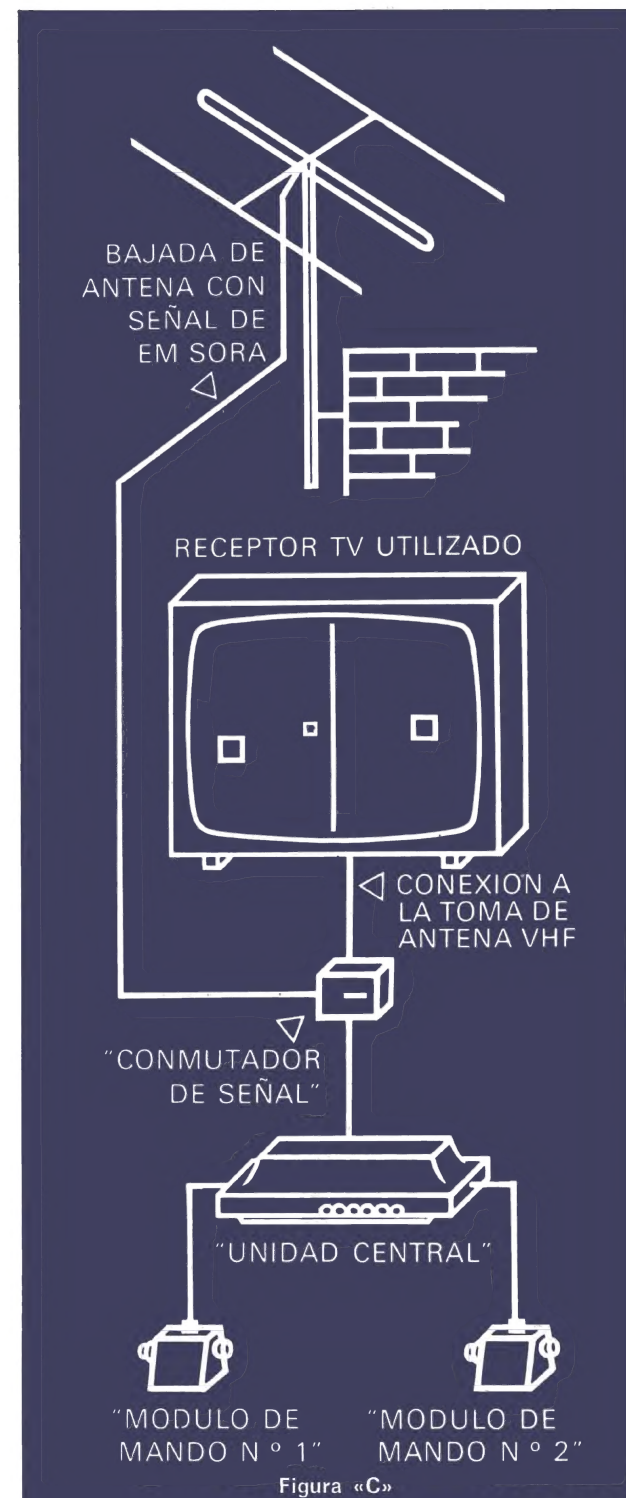 BAJADA DE
ANTENA CON
SEÑAL DE
EM SORA
RECEPTOR TV UTILIZADO
CONEXION A
LA TOMA DE
ANTENA VHF
"CONMUTADOR
DE SEÑAL"
"UNIDAD CENTRAL"
"MODULO DE
MANDO N º 1"
"MODULO DE
MANDO N º 2"
Figura «C»